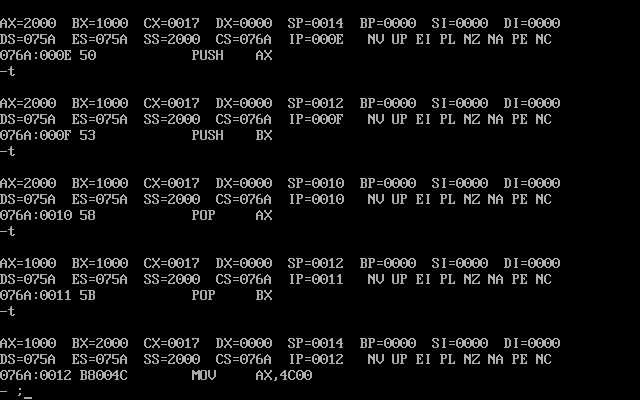 AX=2000 BX=1000 CX=0017 DX=0000 SP=0014 BP=0000 SI=0000 DI=0000
DS=075A ES=075A SS=2000 CS=076A IP=000E NV UP EI PL NZ NA PE NC
076A:000E 50 PUSH AX
-t
AX=2000 BX=1000 CX=0017 DX=0000 SP=0012 BP=0000 SI=0000 DI=0000
DS=075A ES=075A SS=2000 CS=076A IP=000F NV UP EI PL NZ NA PE NC
076A:000F 53 PUSH BX
-t
AX=2000 BX=1000 CX=0017 DX=0000 SP=0010 BP=0000 SI=0000 DI=0000
DS=075A ES=075A SS=2000 CS=076A IP=0010 NV UP EI PL NZ NA PE NC
076A:0010 58 POP AX
-t
AX=1000 BX=1000 CX=0017 DX=0000 SP=0012 BP=0000 SI=0000 DI=0000
DS=075A ES=075A SS=2000 CS=076A IP=0011 NV UP EI PL NZ NA PE NC
076A:0011 5B POP BX
-t
AX=1000 BX=2000 CX=0017 DX=0000 SP=0014 BP=0000 SI=0000 DI=0000
DS=075A ES=075A SS=2000 CS=076A IP=0012 NV UP EI PL NZ NA PE NC
076A:0012 B8004C MOV AX,4C00
- ;_